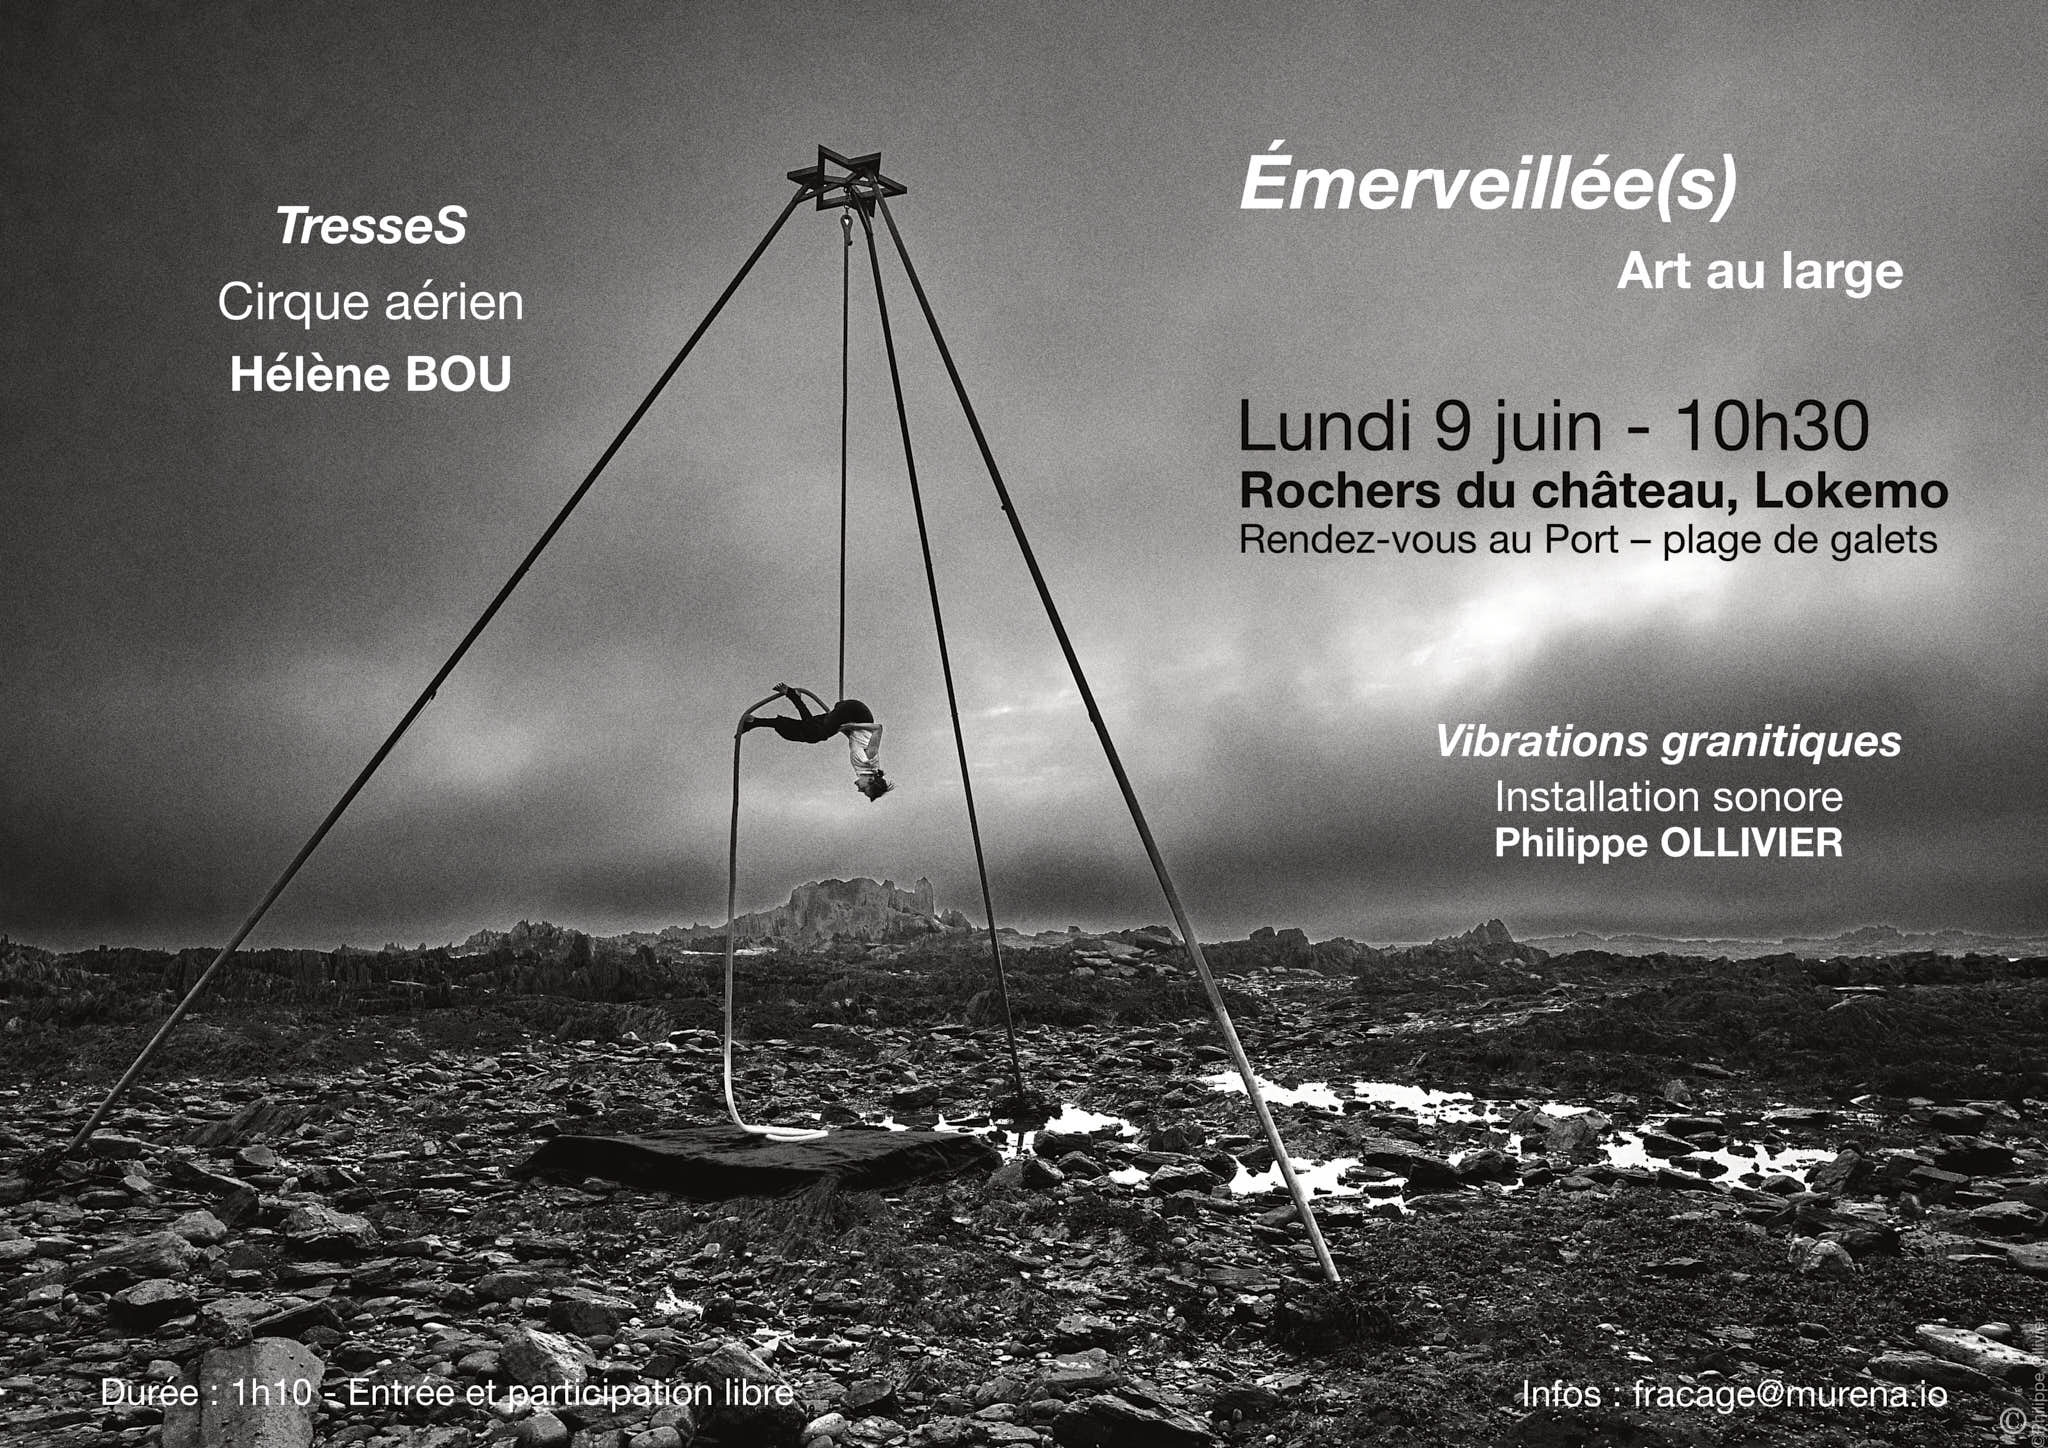 TresseS
Cirque aérien
Hélène BOU
Émerveillée(s)
Art au large
Lundi 9 juin - 10h30
Rochers du château, Lokemo
Rendez-vous au Port – plage de galets
Vibrations granitiques
Installation sonore
Philippe OLLIVIER
Durée : 1h10 - Entrée et participation libre
Infos : fracage@murena.io
©Philippe Ollivier